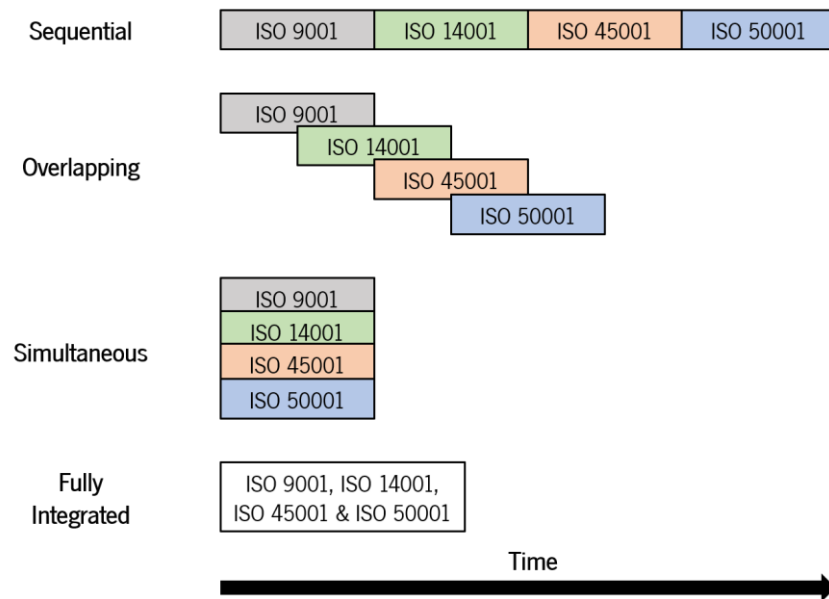 Sequential
ISO 9001
ISO 14001
ISO 45001
ISO 50001
Overlapping
ISO 9001
ISO 14001
ISO 45001
ISO 50001
Simultaneous
ISO 9001
ISO 14001
ISO 45001
ISO 50001
Fully
Integrated
ISO 9001, ISO 14001,
ISO 45001 & ISO 50001
Time